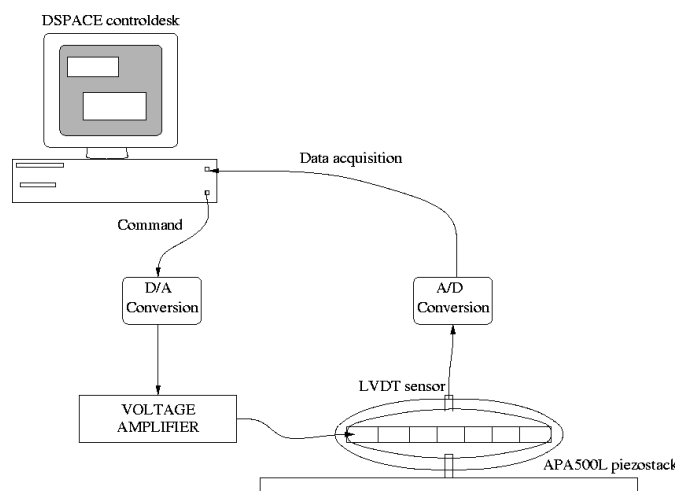 DSPACE controldesk
Data acquisition
Command
D/A
Conversion
A/D
Conversion
LVDT sensor
VOLTAGE
AMPLIFIER
APA500L piezostack